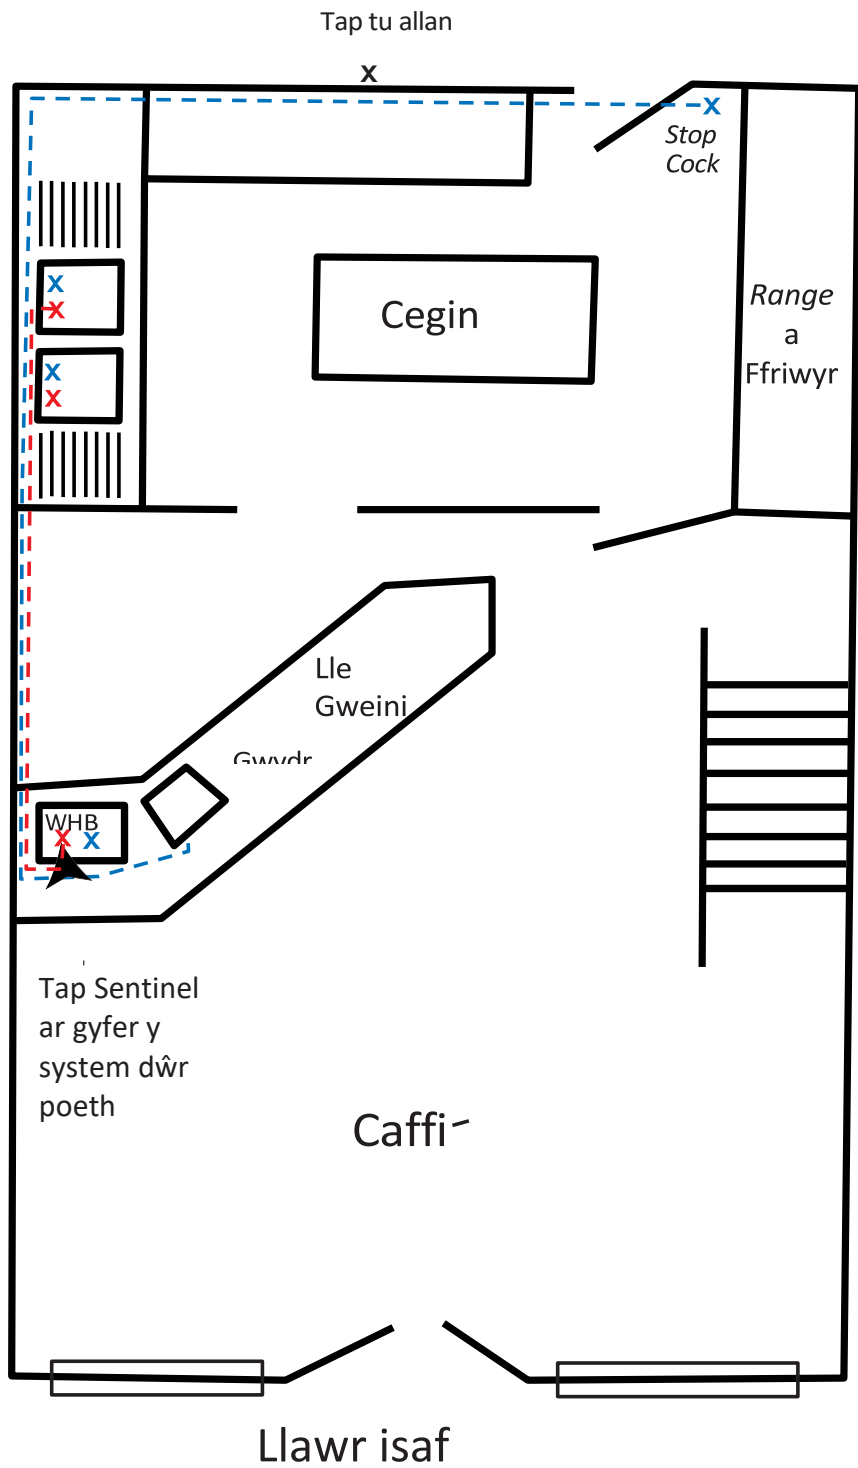 Tap tu allan
x
x
Stop
Cock
x
x
Cegin
Range
a
Ffriwyr
x
x
Lle
Gweini
WHB
x x
Tap Sentinel
ar gyfer y
system dŵr
poeth
Caffi
Llawr isaf